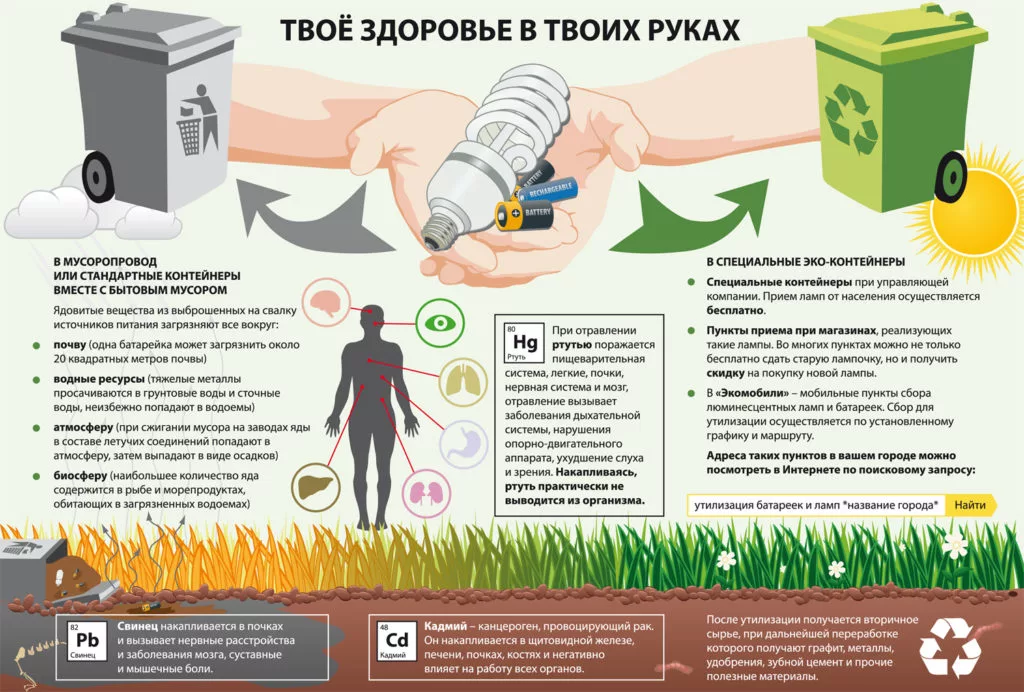 ТВОЁ ЗДОРОВЬЕ В ТВОИХ РУКАХ
BATTERY
RECHARGEABLE
BATTERY
В МУСОРОПРОВОД
ИЛИ СТАНДАРТНЫЕ КОНТЕЙНЕРЫ
ВМЕСТЕ С БЫТОВЫМ МУСОРОМ
Ядовитые вещества из выброшенных на свалку
источников питания загрязняют все вокруг:
почву (одна батарейка может загрязнить около
20 квадратных метров почвы)
водные ресурсы (тяжелые металлы
просачиваются в грунтовые воды и сточные
воды, неизбежно попадают в водоемы)
атмосферу (при сжигании мусора на заводах яды
в составе летучих соединений попадают в
атмосферу, затем выпадают в виде осадков)
биосферу (наибольшее количество яда
содержится в рыбе и морепродуктах,
обитающих в загрязненных водоемах)
80
Hg
Ртуть
При отравлении
ртутью поражается
пищеварительная
система, легкие, почки,
нервная система и мозг,
отравление вызывает
заболевания дыхательной
системы, нарушения
опорно-двигательного
аппарата, ухудшение слуха
и зрения. Накапливаясь,
ртуть практически не
выводится из организма.
В СПЕЦИАЛЬНЫЕ ЭКО-КОНТЕЙНЕРЫ
Специальные контейнеры при управляющей
компании. Прием ламп от населения осуществляется
бесплатно.
Пункты приема при магазинах, реализующих
такие лампы. Во многих пунктах можно не только
бесплатно сдать старую лампочку, но и получить
скидку на покупку новой лампы.
В «Экомобили» – мобильные пункты сбора
люминесцентных ламп и батареек. Сбор для
утилизации осуществляется по установленному
графику и маршруту.
Адреса таких пунктов в вашем городе можно
посмотреть в Интернете по поисковому запросу:
утилизация батареек и ламп *название города*
Найти
82
Pb
Свинец
Свинец накапливается в почках
и вызывает нервные расстройства
и заболевания мозга, суставные
и мышечные боли.
48
Cd
Кадмий
Кадмий – канцероген, провоцирующий рак.
Он накапливается в щитовидной железе,
печени, почках, костях и негативно
влияет на работу всех органов.
После утилизации получается вторичное
сырье, при дальнейшей переработке
которого получают графит, металлы,
удобрения, зубной цемент и прочие
полезные материалы.